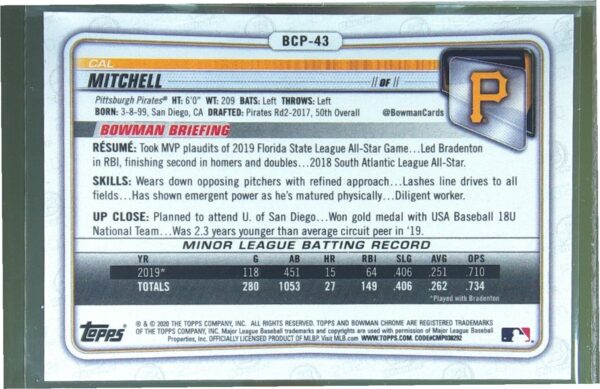 BCP-43
CAL
MITCHELL // OF //
Pittsburgh Pirates® HT: 6'0" WT: 209 BATS: Left THROWS: Left
BORN: 3-8-99, San Diego, CA DRAFTED: Pirates Rd2-2017, 50th Overall @BowmanCards
P
BOWMAN BRIEFING
RÉSUMÉ: Took MVP plaudits of 2019 Florida State League All-Star Game...Led Bradenton
in RBI, finishing second in homers and doubles...2018 South Atlantic League All-Star.
SKILLS: Wears down opposing pitchers with refined approach...Lashes line drives to all
fields...Has shown emergent power as he's matured physically...Diligent worker.
UP CLOSE: Planned to attend U. of San Diego...Won gold medal with USA Baseball 18U
National Team...Was 2.3 years younger than average circuit peer in '19.
MINOR LEAGUE BATTING RECORD
YR G AB HR RBI SLG AVG OPS
2019* 118 451 15 64 .406 .251 .710
TOTALS 280 1053 27 149 .406 .262 .734
*Played with Bradenton
Topps
® & © 2020 THE TOPPS COMPANY, INC. ALL RIGHTS RESERVED. TOPPS AND BOWMAN CHROME ARE REGISTERED TRADEMARKS
OF THE TOPPS COMPANY, INC. Major League Baseball trademarks and copyrights are used with permission of Major League Baseball
Properties, Inc. OFFICIALLY LICENSED PRODUCT OF MLBP. Visit MLB.com WWW.TOPPS.COM. CODE#CMP038292